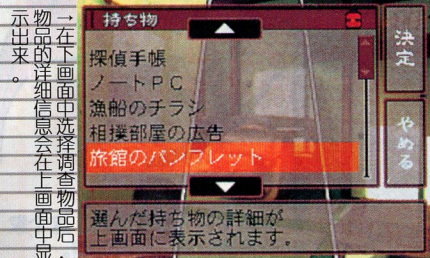 →在下画面中选择调查物品后，
物品的详细信息会在上画面中显
示出来。
持ち物
探偵手帳
ノートPC
漁船のチラシ
相撲部屋の広告
旅館のパンフレット
決定
やめる
選んだ持ち物の詳細が
上画面に表示されます。